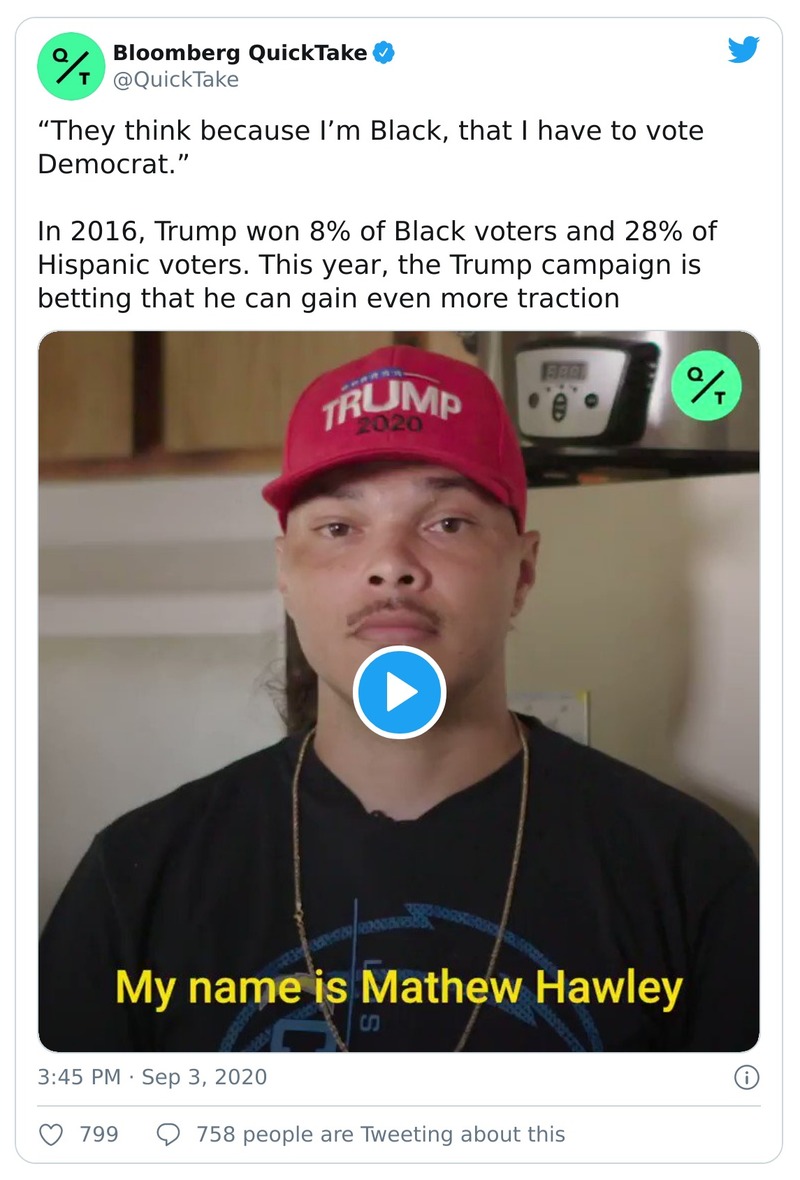 Q/T
Bloomberg QuickTake
@QuickTake
“They think because I’m Black, that I have to vote
Democrat.”
In 2016, Trump won 8% of Black voters and 28% of
Hispanic voters. This year, the Trump campaign is
betting that he can gain even more traction
Q/T
TRUMP
2020
My name is Mathew Hawley
3:45 PM · Sep 3, 2020
799
758 people are Tweeting about this